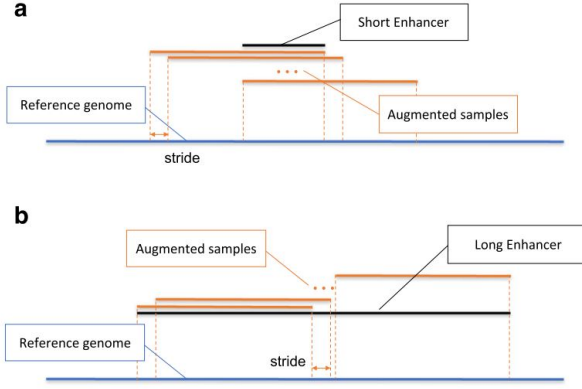 a
Short Enhancer
Reference genome
Augmented samples
stride
b
Augmented samples
Long Enhancer
Reference genome
stride